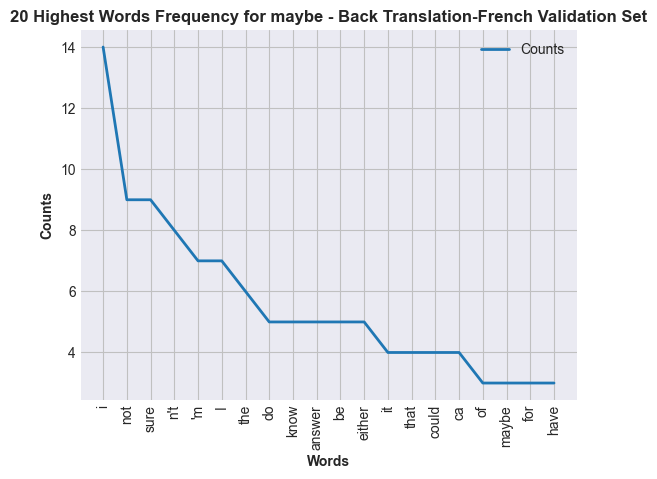 20 Highest Words Frequency for maybe - Back Translation-French Validation Set
Counts
14
12
10
8
6
4
Counts
i
not
sure
n't
'm
I
the
do
know
answer
be
either
it
that
could
ca
of
maybe
for
have
Words